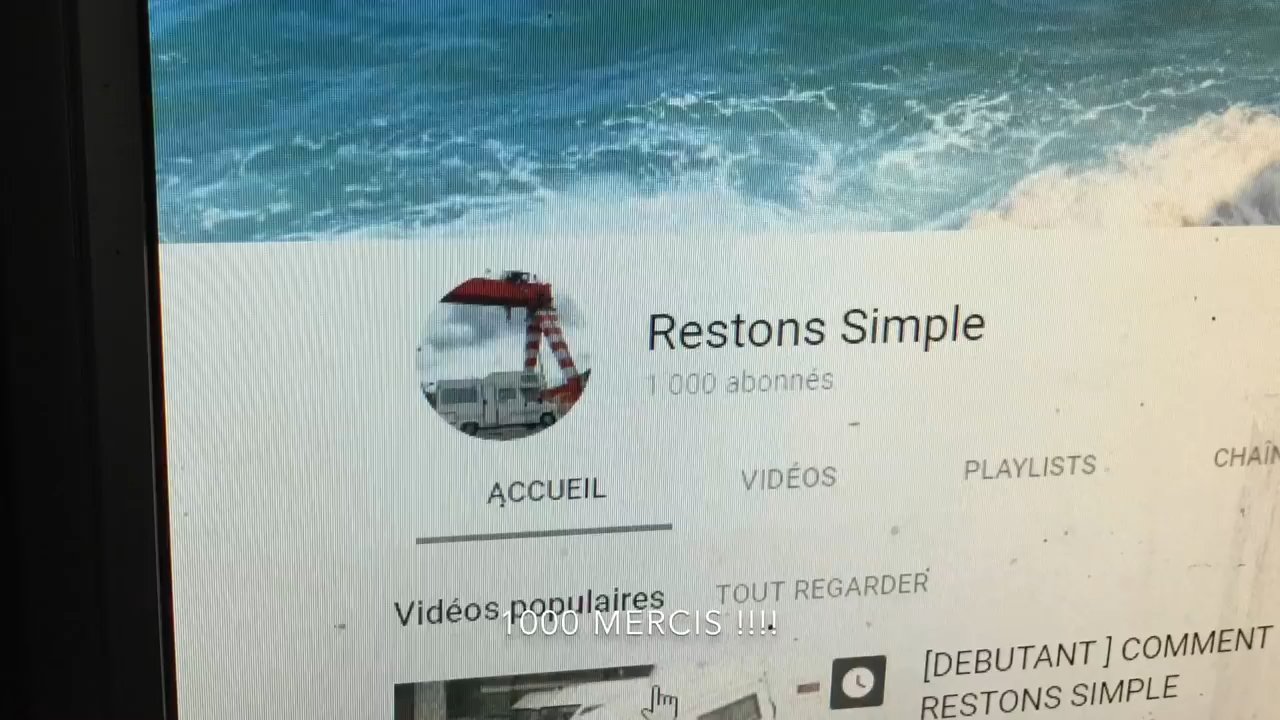 Restons Simple
1 000 abonnés
ACCUEIL
VIDÉOS
PLAYLISTS
Vidéos populaires
TOUT REGARDER
1000 MERCIS !!!!
[DEBUTANT ] COMMENT
RESTONS SIMPLE